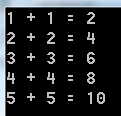 1 + 1 = 2
2 + 2 = 4
3 + 3 = 6
4 + 4 = 8
5 + 5 = 10